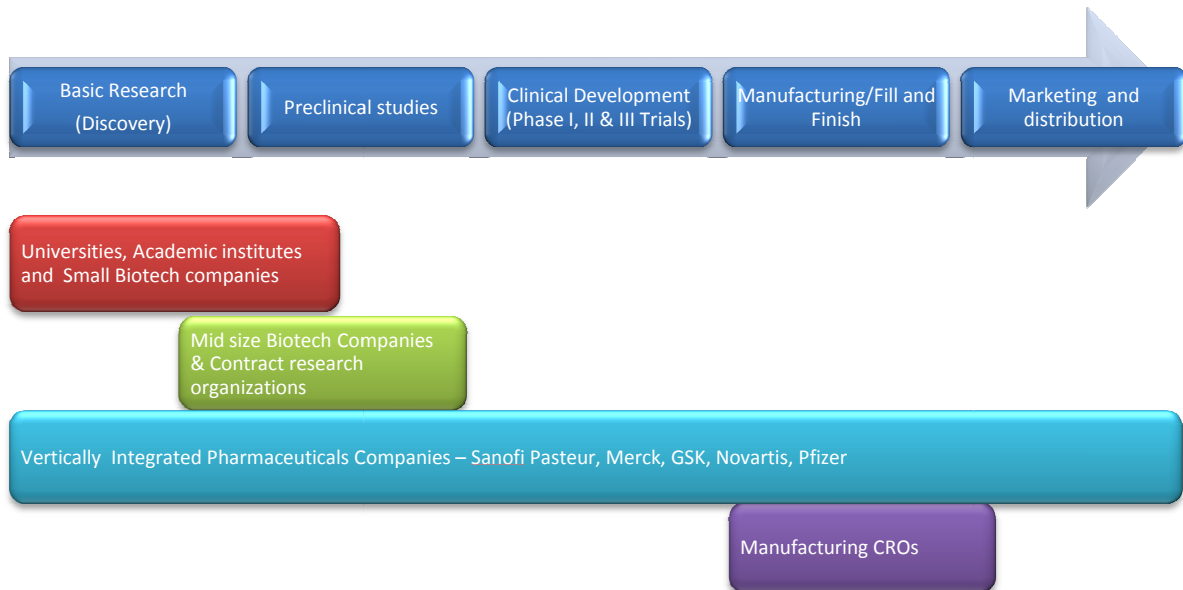 Basic Research
(Discovery)
Preclinical studies
Clinical Development
(Phase I, II & III Trials)
Manufacturing/Fill and
Finish
Marketing and
distribution
Universities, Academic institutes
and Small Biotech companies
Mid size Biotech Companies
& Contract research
organizations
Vertically Integrated Pharmaceuticals Companies – Sanofi Pasteur, Merck, GSK, Novartis, Pfizer
Manufacturing CROs